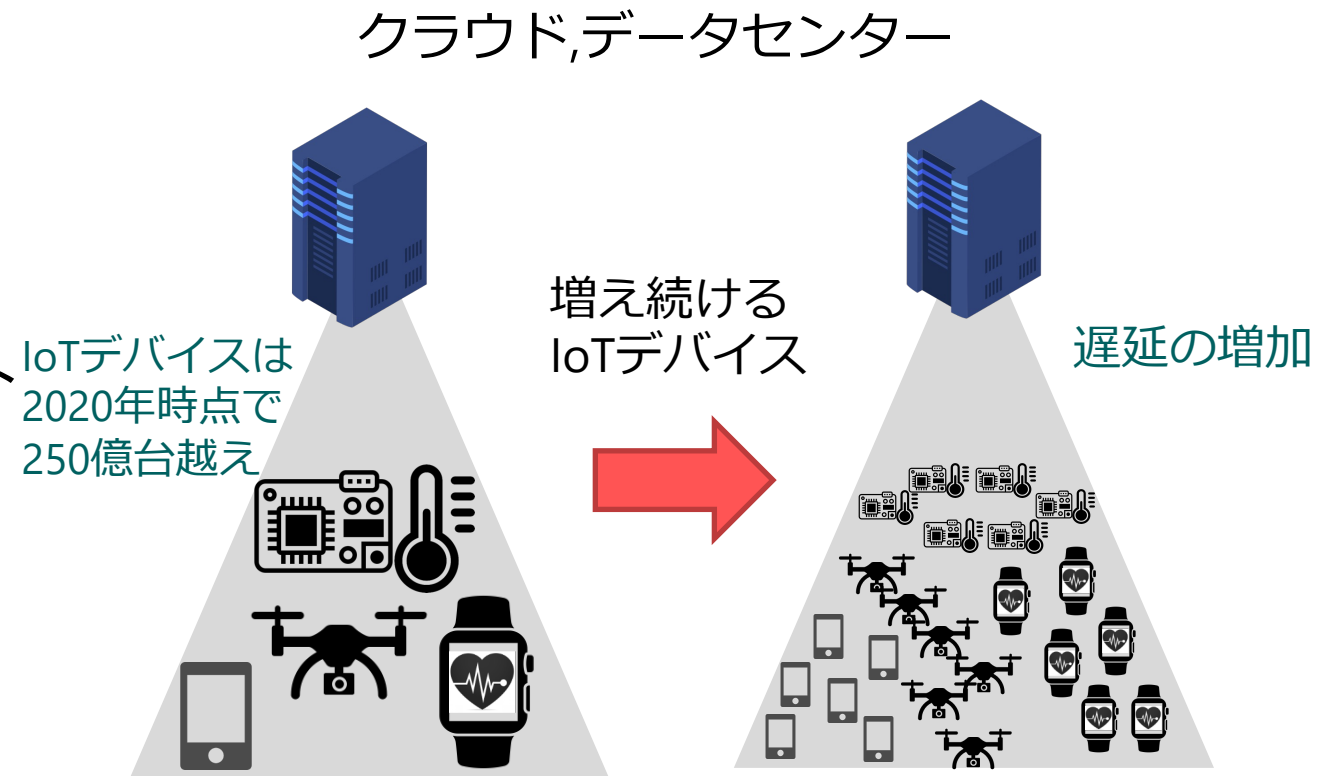 クラウド,データセンター
増え続ける
IoTデバイス
IoTデバイスは
2020年時点で
250億台越え
遅延の増加